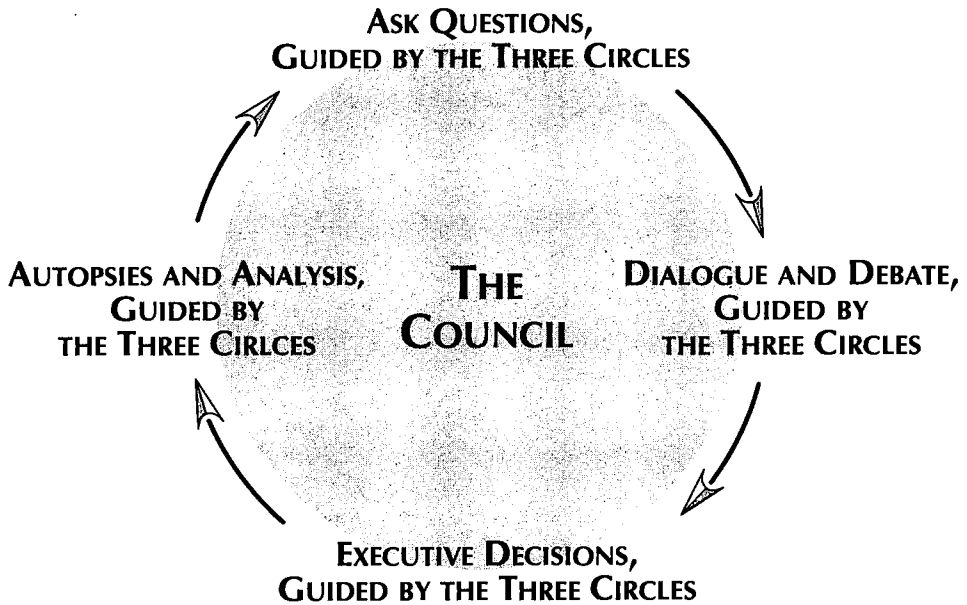 ASK QUESTIONS,
GUIDED BY THE THREE CIRCLES
DIALOGUE AND DEBATE,
GUIDED BY
THE THREE CIRCLES
EXECUTIVE DECISIONS,
GUIDED BY THE THREE CIRCLES
AUTOPSIES AND ANALYSIS,
GUIDED BY
THE THREE CIRLCES
THE
COUNCIL